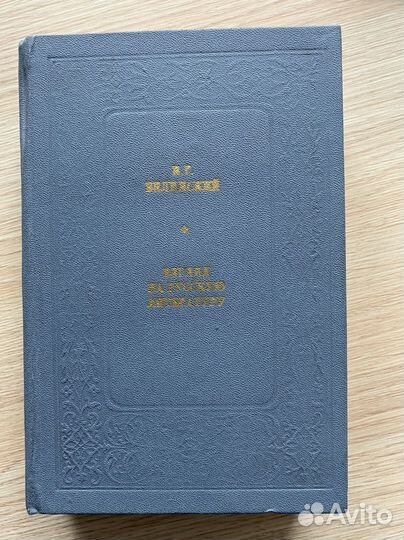 В. Г.
БЕЛИНСКИЙ
ВЗГЛЯД
НА РУССКУЮ
ЛИТЕРАТУРУ
Avito